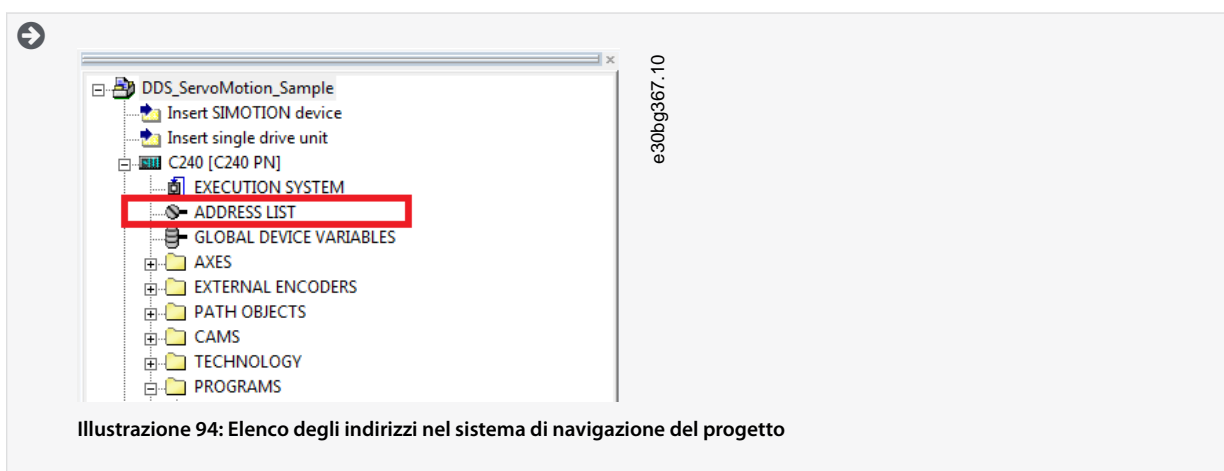 DDS_ServoMotion_Sample
Insert SIMOTION device
Insert single drive unit
C240 [C240 PN]
EXECUTION SYSTEM
ADDRESS LIST
GLOBAL DEVICE VARIABLES
AXES
EXTERNAL ENCODERS
PATH OBJECTS
CAMS
TECHNOLOGY
PROGRAMS
e30bg367.10
Illustrazione 94: Elenco degli indirizzi nel sistema di navigazione del progetto